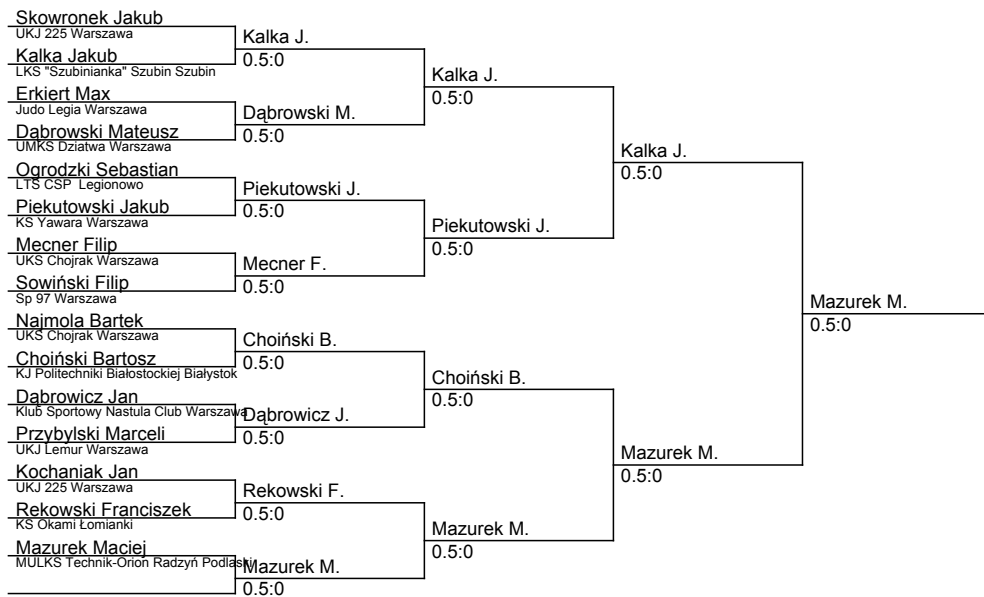 Skowronek Jakub
UKJ 225 Warszawa
Kalka Jakub
LKS "Szubinianka" Szubin Szubin
Erkiert Max
Judo Legia Warszawa
Dąbrowski Mateusz
UMKS Dziatwa Warszawa
Ogrodzki Sebastian
LTS CSP Legionowo
Piekutowski Jakub
KS Yawara Warszawa
Mecner Filip
UKS Chojrak Warszawa
Sowiński Filip
Sp 97 Warszawa
Najmola Bartek
UKS Chojrak Warszawa
Choiński Bartosz
KJ Politechniki Białostockiej Białystok
Dąbrowicz Jan
Klub Sportowy Nastula Club Warszawa
Przybylski Marceli
UKJ Lemur Warszawa
Kochaniak Jan
UKJ 225 Warszawa
Rekowski Franciszek
KS Okami Łomianki
Mazurek Maciej
MULKS Technik-Orion Radzyń Podlaski
Kalka J.
0.5:0
Dąbrowski M.
0.5:0
Piekutowski J.
0.5:0
Mecner F.
0.5:0
Choiński B.
0.5:0
Dąbrowicz J.
0.5:0
Rekowski F.
0.5:0
Mazurek M.
0.5:0
Kalka J.
0.5:0
Piekutowski J.
0.5:0
Choiński B.
0.5:0
Mazurek M.
0.5:0
Kalka J.
0.5:0
Mazurek M.
0.5:0
Mazurek M.
0.5:0